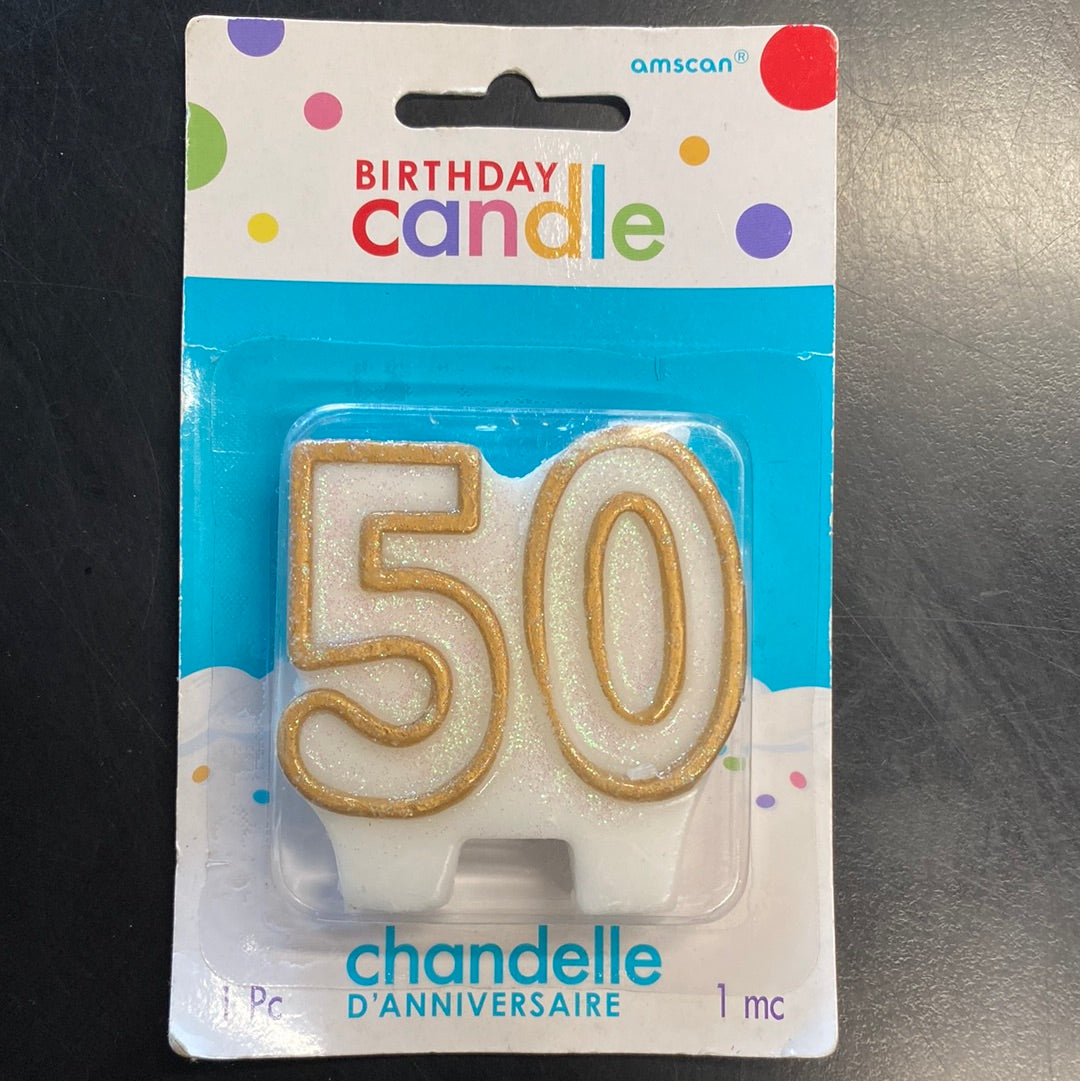 amscan®
BIRTHDAY
candle
50
chandelle
D'ANNIVERSAIRE
1 Pc
1 mc